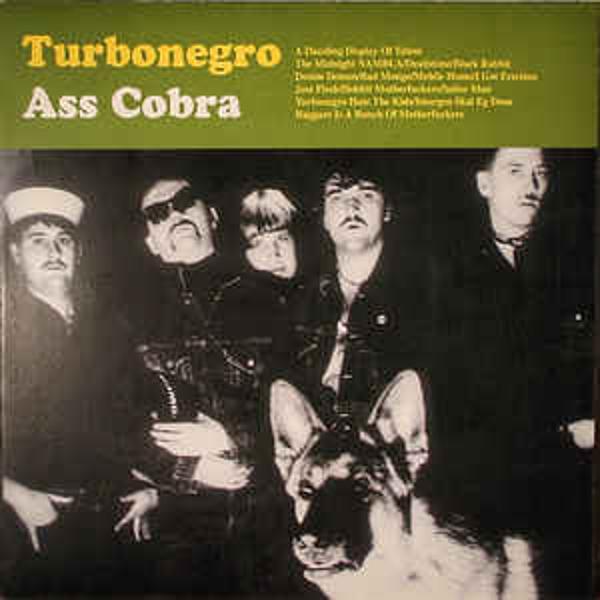 Turbonegro
Ass Cobra
A Dazzling Display Of Talent
The Midnight NAMBLA/Deathtime/Black Rabbit
Denim Demon/Bad Mongo/Mobile Home/I Got Erection
Just Flesh/Hobbit Motherfuckers/Sailor Man
Turbonegro Hate The Kids/Imorgen Skal Eg Daue
Raggare Is A Bunch Of Motherfuckers